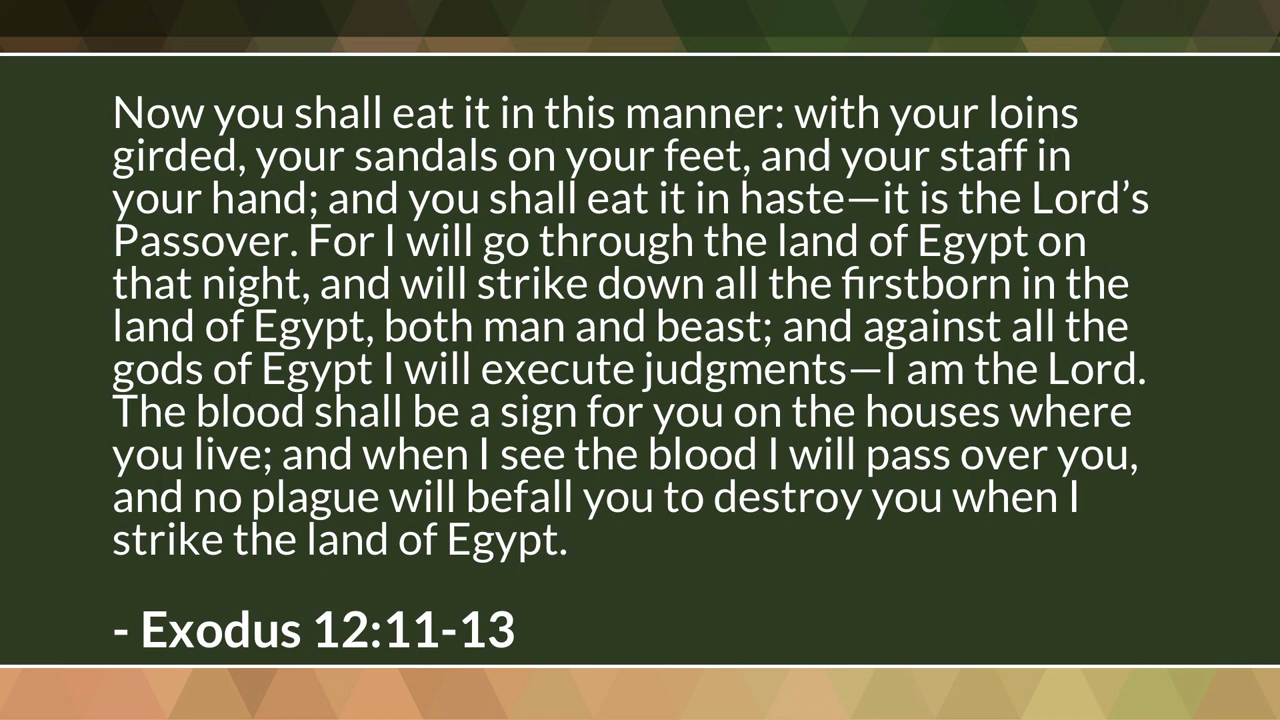 Now you shall eat it in this manner: with your loins
girded, your sandals on your feet, and your staff in
your hand; and you shall eat it in haste—it is the Lord’s
Passover. For I will go through the land of Egypt on
that night, and will strike down all the firstborn in the
land of Egypt, both man and beast; and against all the
gods of Egypt I will execute judgments—I am the Lord.
The blood shall be a sign for you on the houses where
you live; and when I see the blood I will pass over you,
and no plague will befall you to destroy you when I
strike the land of Egypt.
- Exodus 12:11-13